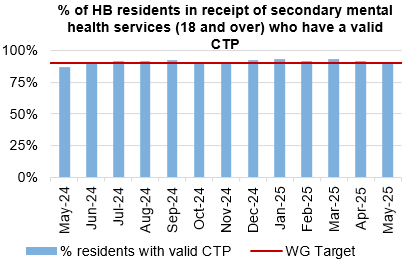 % of HB residents in receipt of secondary mental
health services (18 and over) who have a valid
CTP
100%
75%
50%
25%
0%
May-24
Jun-24
Jul-24
Aug-24
Sep-24
Oct-24
Nov-24
Dec-24
Jan-25
Feb-25
Mar-25
Apr-25
May-25
% residents with valid CTP
WG Target